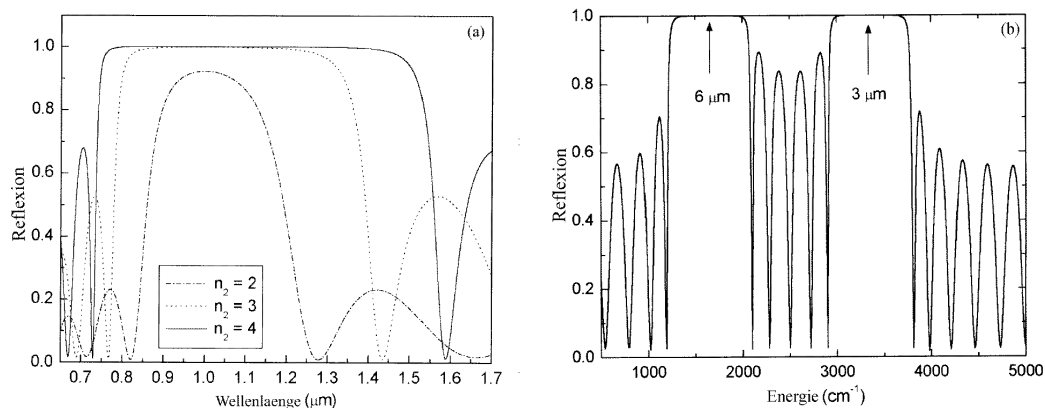 (a)
1.0
0.8
0.6
0.4
0.2
0.0
Reflexion
n2 = 2
n2 = 3
n2 = 4
0.7 0.8 0.9 1.0 1.1 1.2 1.3 1.4 1.5 1.6 1.7
Wellenlaenge (μm)
(b)
1.0
0.8
0.6
0.4
0.2
0.0
Reflexion
6 μm
3 μm
1000 2000 3000 4000 5000
Energie (cm⁻¹)